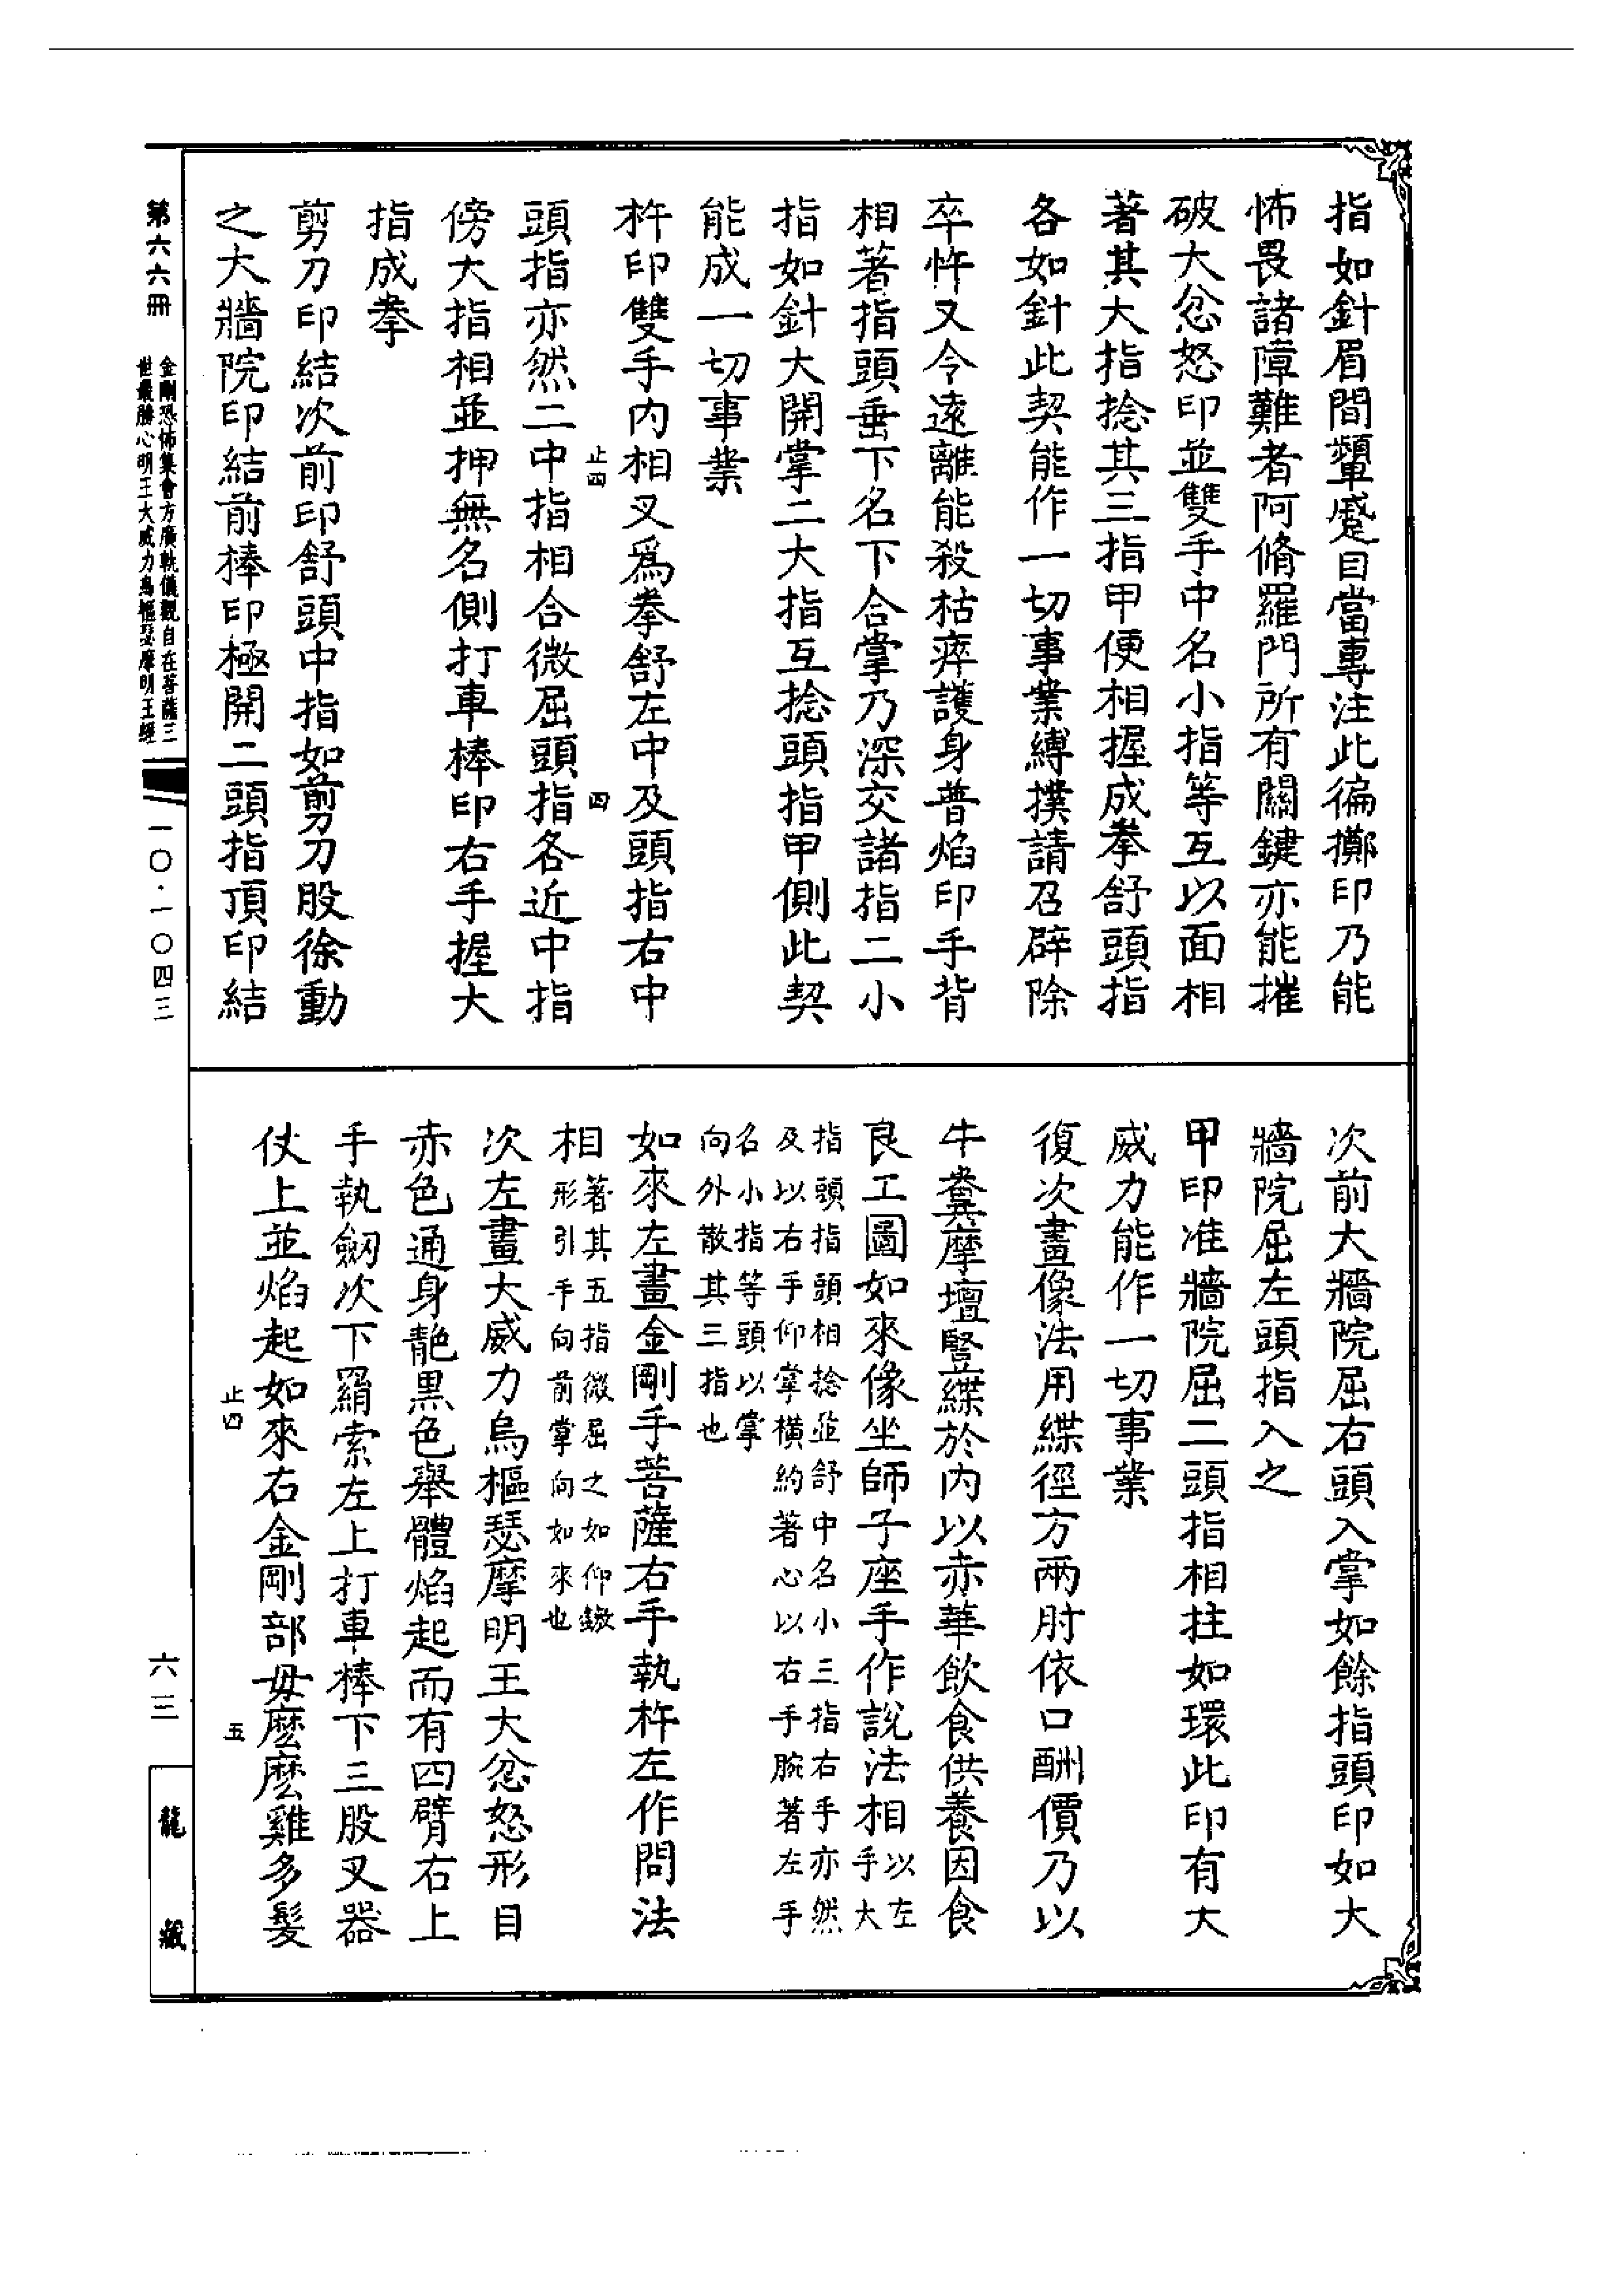 指如針眉間顰蹙目當專注此徧擲印乃能
怖畏諸障難者阿脩羅門所有關鍵亦能摧
破大忿怒印並雙手中名小指等互以面相
著其大指捻其三指甲便相握成拳舒頭指
各如針此契能作一切事業縛撲請召辟除
卒忤又令遠離能殺枯瘁護身普焰印手背
相著指頭垂下名下合掌乃深交諸指二小
指如針大開掌二大指互捻頭指甲側此契
能成一切事業
杵印雙手內相叉爲拳舒左中及頭指右中
止四
四
頭指亦然二中指相合微屈頭指各近中指
傍大指相並押無名側打車棒印右手握大
指成拳
剪刀印結次前印舒頭中指如剪刀股徐動
之大牆院印結前棒印極開二頭指頂印結
次前大牆院屈右頭入掌如餘指頭印如大
牆院屈左頭指入之
甲印准牆院屈二頭指相拄如環此印有大
威力能作一切事業
復次畫像法用緤徑方兩肘依口酬價乃以
牛糞摩壇豎緤於內以赤華飲食供養因食
良工圖如來像坐師子座手作說法相以左
手大
指頭指頭相捻並舒中名小三指右手亦然
及以右手仰掌橫約著心以右手腕著左手
名小指等頭以掌
向外散其三指也
如來左畫金剛手菩薩右手執杵左作問法
相著其五指微屈之如仰
形引手向前掌向如來也
次左畫大威力烏樞瑟摩明王大忿怒形目
赤色通身靘黑色舉體焰起而有四臂右上
手執劒次下羂索左上打車棒下三股叉器
仗上並焰起如來右金剛部毋麽麽雞多髮
止四
五
第六六冊
金剛恐怖集會方廣軌儀觀自在菩薩三
世最勝心明王大威力烏樞瑟摩明王經
一〇·一〇四三
六三
龍藏